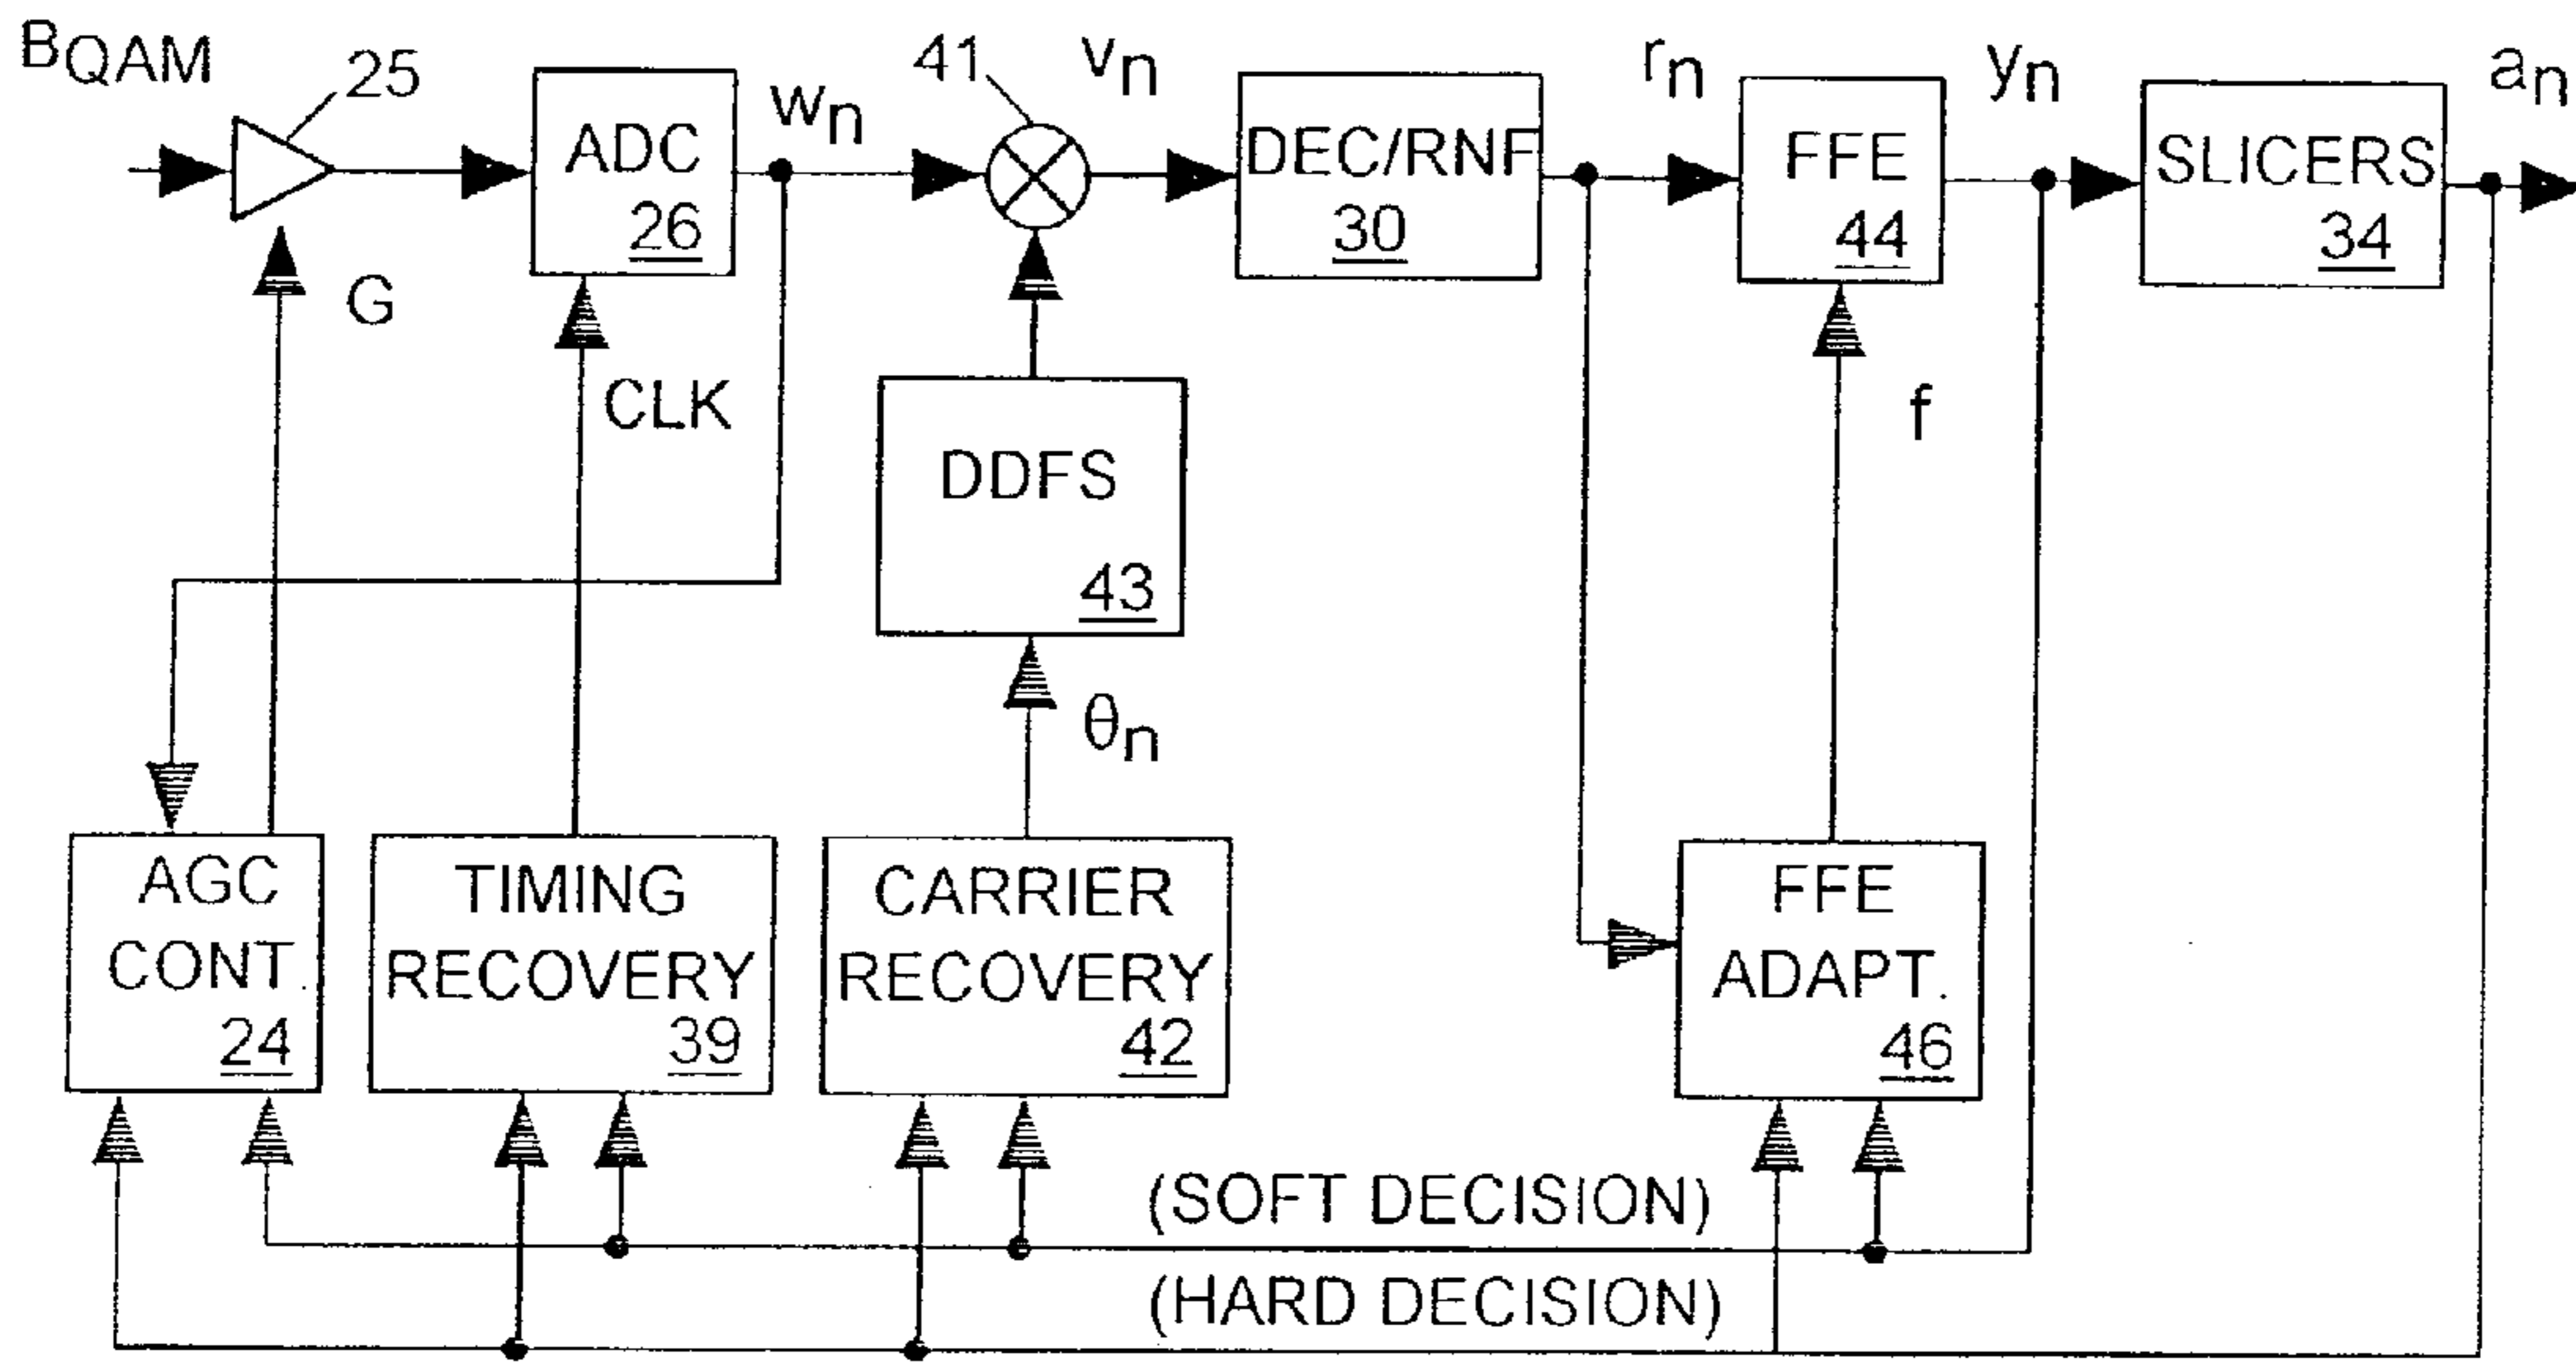 BQAM
25
ADC
26
wn
41
vn
DEC/RNF
30
rn
FFE
44
yn
SLICERS
34
an
G
CLK
DDFS
43
f
θn
AGC
CONT.
24
TIMING
RECOVERY
39
CARRIER
RECOVERY
42
FFE
ADAPT.
46
(SOFT DECISION)
(HARD DECISION)